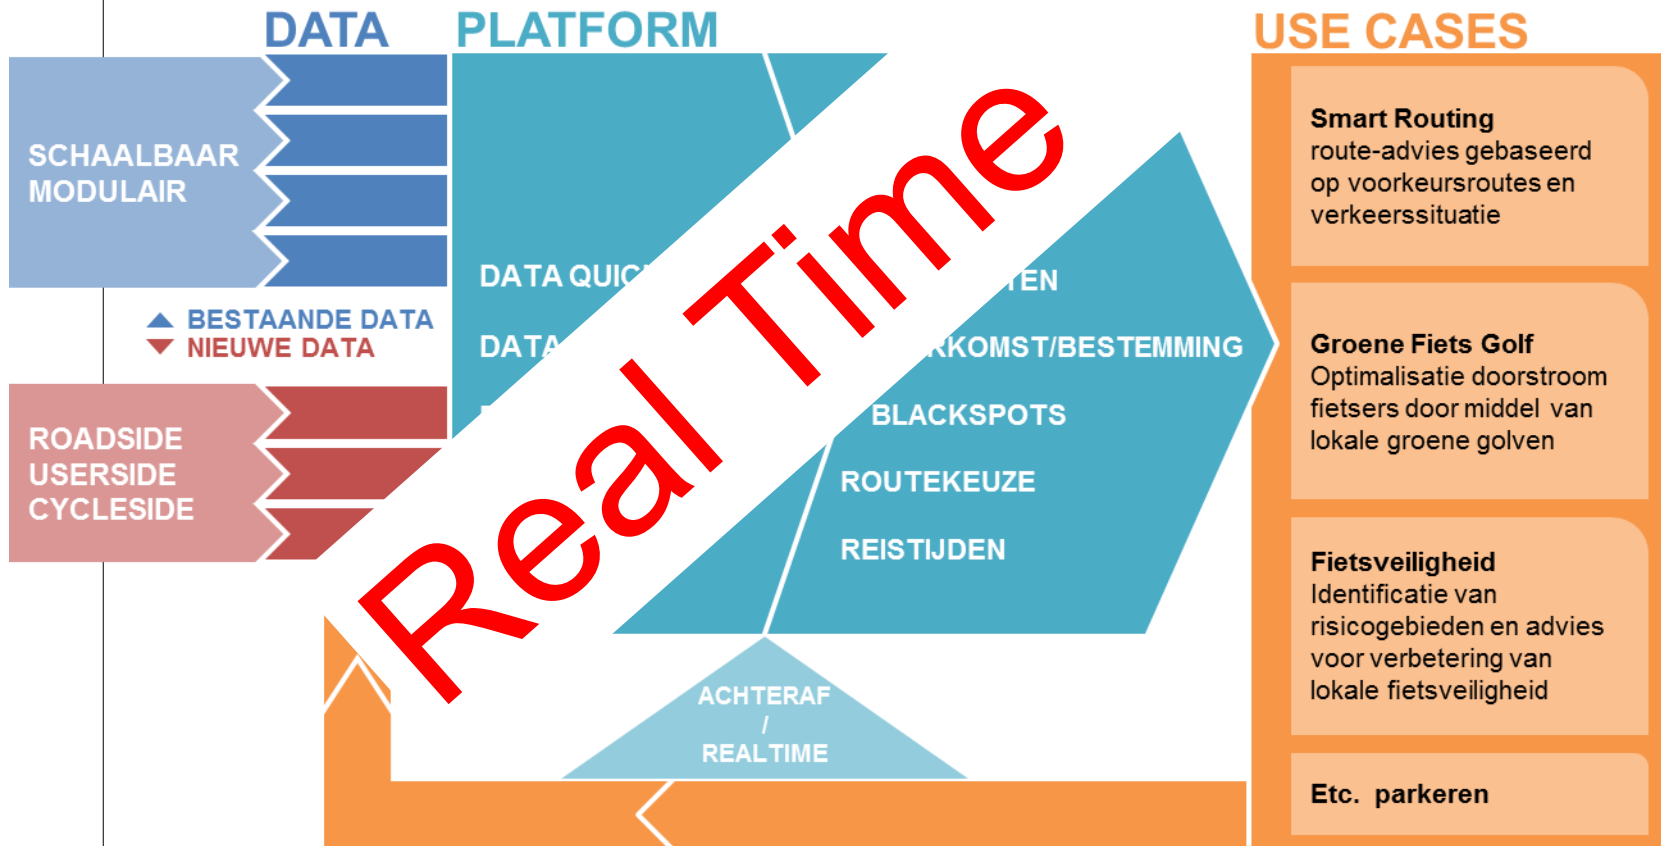 DATA
PLATFORM
USE CASES
SCHAALBAAR
MODULAIR
BESTAANDE DATA
NIEUWE DATA
ROADSIDE
USERSIDE
CYCLESIDE
DATA
DATA
Real Time
BLACKSPOTS
ROUTEKEUZE
REISTIJDEN
ACHTERAF
/
REALTIME
Smart Routing
route-advies gebaseerd
op voorkeursroutes en
verkeerssituatie
Groene Fiets Golf
Optimalisatie doorstroom
fietsers door middel van
lokale groene golven
Fietsveiligheid
Identificatie van
risicogebieden en advies
voor verbetering van
lokale fietsveiligheid
Etc. parkeren